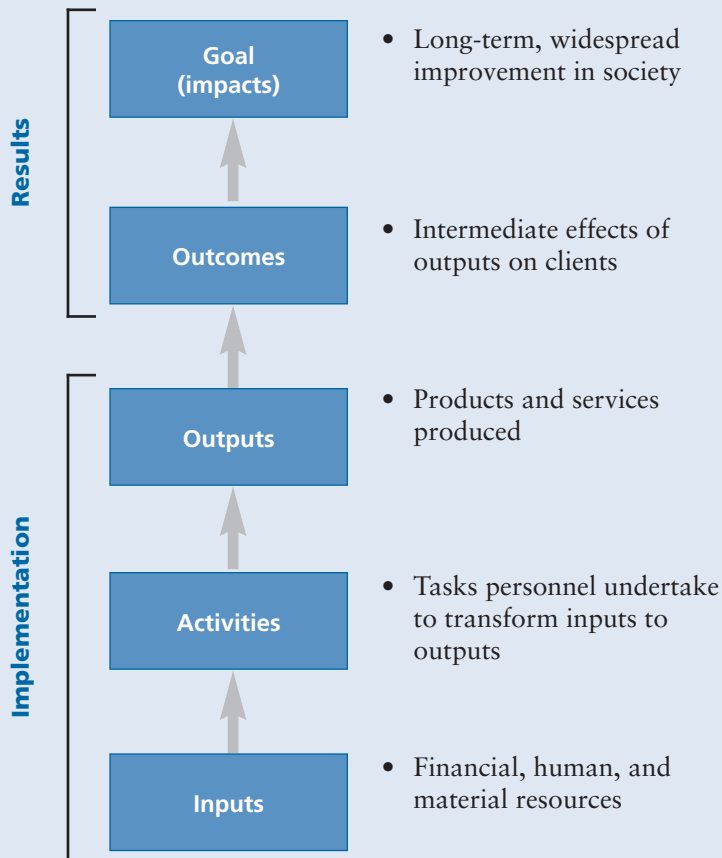 Results
Goal
(impacts)
• Long-term, widespread
improvement in society
Outcomes
• Intermediate effects of
outputs on clients
Implementation
Outputs
• Products and services
produced
Activities
• Tasks personnel undertake
to transform inputs to
outputs
Inputs
• Financial, human, and
material resources